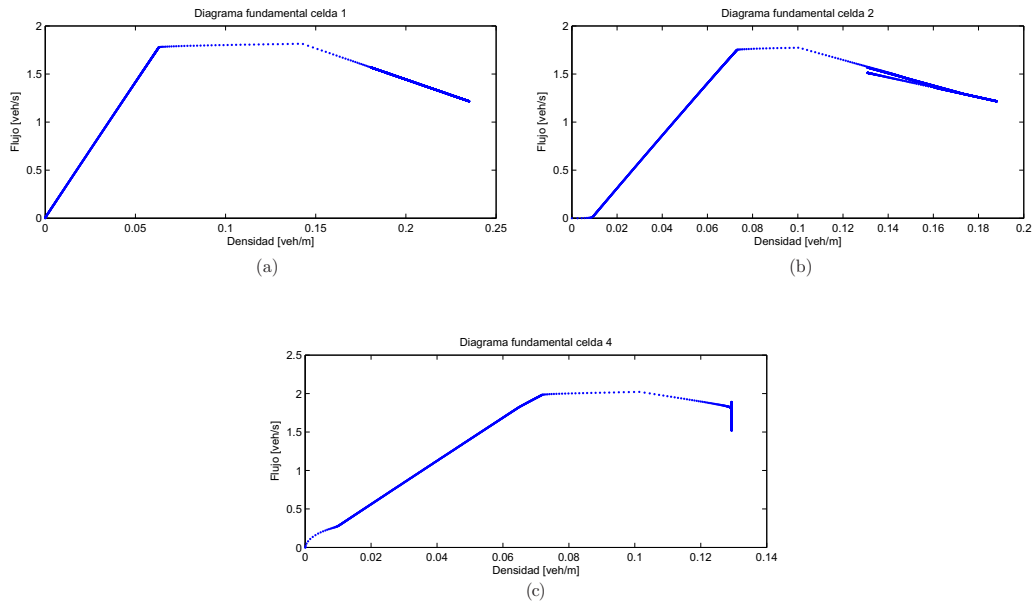 Diagrama fundamental celda 1
2
1.5
1
0.5
0
Flujo [veh/s]
0 0.05 0.1 0.15 0.2 0.25
Densidad [veh/m]
(a)
Diagrama fundamental celda 2
2
1.5
1
0.5
0
Flujo [veh/s]
0 0.02 0.04 0.06 0.08 0.1 0.12 0.14 0.16 0.18 0.2
Densidad [veh/m]
(b)
Diagrama fundamental celda 4
2.5
2
1.5
1
0.5
0
Flujo [veh/s]
0 0.02 0.04 0.06 0.08 0.1 0.12 0.14
Densidad [veh/m]
(c)